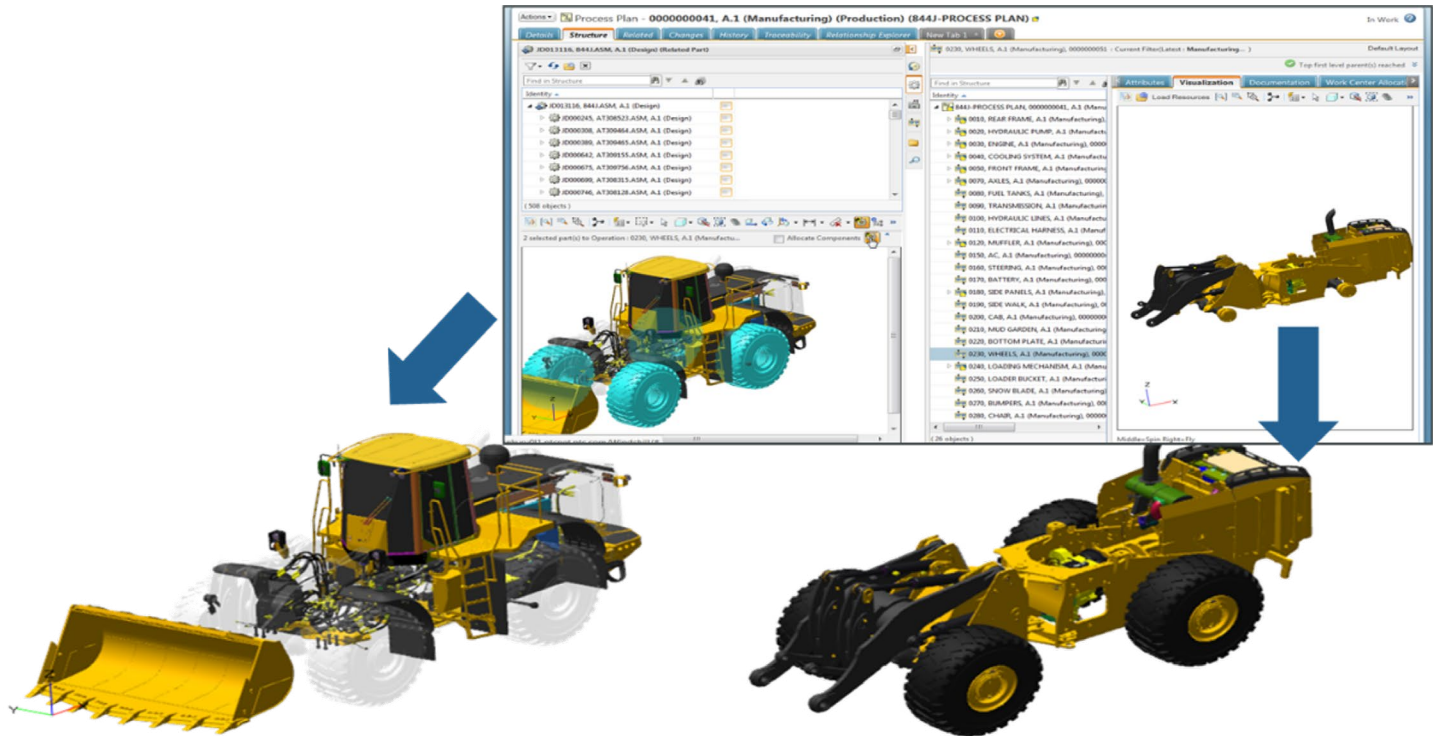 Actions Process Plan - 0000000041, A.1 (Manufacturing) (Production) (844J-PROCESS PLAN)
In Work
Details Structure Related Changes History Traceability Relationship Explorer New Tab 1
JD013116, 844J.ASM, A.1 (Design) (Related Part)
Find in Structure
Identity
JD013116, 844J.ASM, A.1 (Design)
JD000245, AT308523.ASM, A.1 (Design)
JD000308, AT309464.ASM, A.1 (Design)
JD000389, AT309465.ASM, A.1 (Design)
JD000642, AT309155.ASM, A.1 (Design)
JD000675, AT309756.ASM, A.1 (Design)
JD000680, AT308315.ASM, A.1 (Design)
JD000746, AT308128.ASM, A.1 (Design)
(508 objects)
2 selected part(s) to Operation : 0230, WHEELS, A.1 (Manufactu...
Allocate Components
Z
Y
0230, WHEELS, A.1 (Manufacturing), 0000000051 : Current Filter(Latest : Manufacturing... )
Default Layout
Top first level parent(s) reached
Find in Structure
Identity
844J-PROCESS PLAN, 0000000041, A.1 (Manu
0010, REAR FRAME, A.1 (Manufacturing),
0020, HYDRAULIC PUMP, A.1 (Manufactu
0030, ENGINE, A.1 (Manufacturing), 0000
0040, COOLING SYSTEM, A.1 (Manufactu
0050, FRONT FRAME, A.1 (Manufacturing
0070, AXLES, A.1 (Manufacturing), 00000
0080, FUEL TANKS, A.1 (Manufacturing),
0090, TRANSMISSION, A.1 (Manufacturin
0100, HYDRAULIC LINES, A.1 (Manufactu
0110, ELECTRICAL HARNESS, A.1 (Manuf
0120, MUFFLER, A.1 (Manufacturing), 000
0150, AC, A.1 (Manufacturing), 00000000
0160, STEERING, A.1 (Manufacturing), 000
0170, BATTERY, A.1 (Manufacturing), 000
0180, SIDE PANELS, A.1 (Manufacturing),
0190, SIDE WALK, A.1 (Manufacturing), 00
0200, CAB, A.1 (Manufacturing), 0000000
0210, MUD GARDEN, A.1 (Manufacturing
0220, BOTTOM PLATE, A.1 (Manufacturin
0230, WHEELS, A.1 (Manufacturing), 0000
0240, LOADING MECHANISM, A.1 (Manu
0250, LOADER BUCKET, A.1 (Manufacturi
0260, SNOW BLADE, A.1 (Manufacturing),
0270, BUMPERS, A.1 (Manufacturing), 00
0280, CHAIR, A.1 (Manufacturing), 00000
(26 objects)
Attributes Visualization Documentation Work Center Allocati
Load Resources
Z
Y X
Middle=Spin Right=Fly
Y